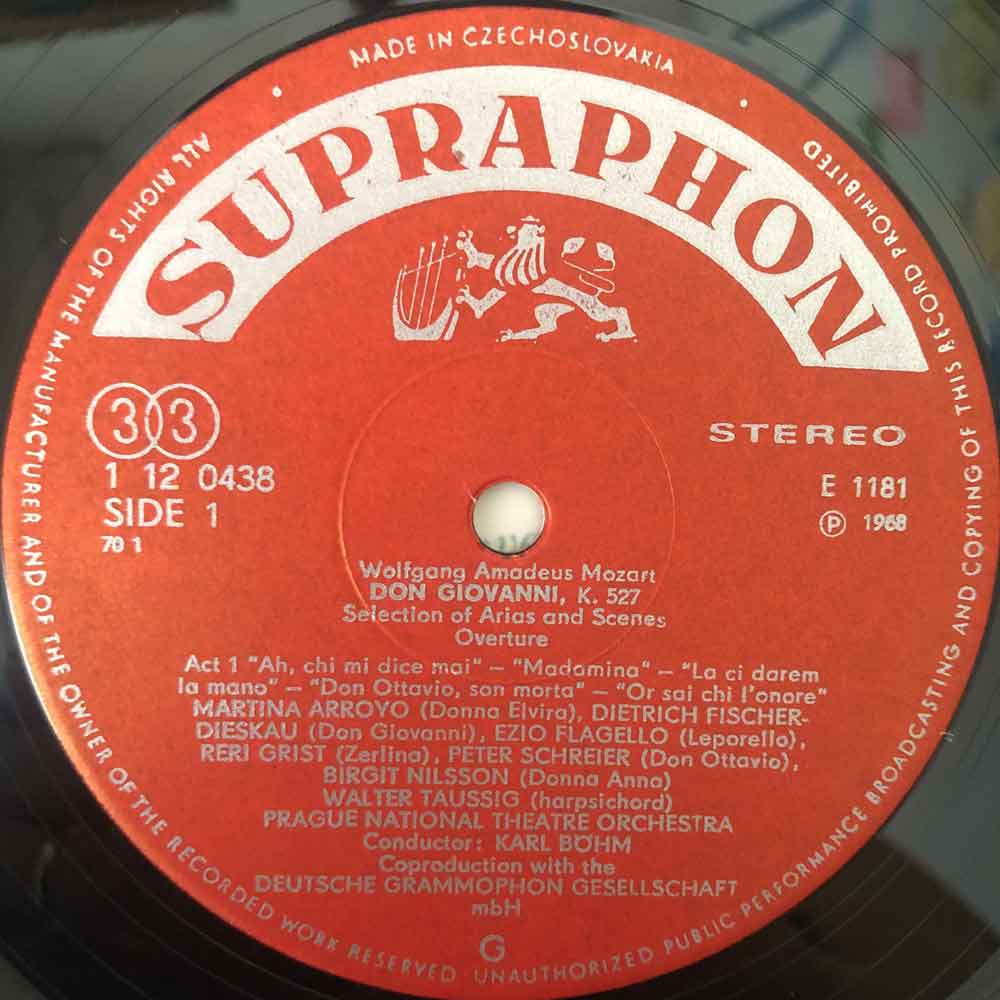 MADE IN CZECHOSLOVAKIA
SUPRAPHON
33
1 12 0438
SIDE 1
70 1
STEREO
E 1181
Ⓟ 1968
Wolfgang Amadeus Mozart
DON GIOVANNI, K. 527
Selection of Arias and Scenes
Overture
Act 1 "Ah, chi mi dice mai" – "Madamina" – "La ci darem
la mano" – "Don Ottavio, son morta" – "Or sai chi l'onore"
MARTINA ARROYO (Donna Elvira), DIETRICH FISCHER-
DIESKAU (Don Giovanni), EZIO FLAGELLO (Leporello),
RERI GRIST (Zerlina), PETER SCHREIER (Don Ottavio),
BIRGIT NILSSON (Donna Anna)
WALTER TAUSSIG (harpsichord)
PRAGUE NATIONAL THEATRE ORCHESTRA
Conductor: KARL BÖHM
Coproduction with the
DEUTSCHE GRAMMOPHON GESELLSCHAFT
mbH
G
ALL RIGHTS OF THE MANUFACTURER AND OF THE OWNER OF THE RECORDED WORK RESERVED UNAUTHORIZED PUBLIC PERFORMANCE BROADCASTING AND COPYING OF THIS RECORD PROHIBITED